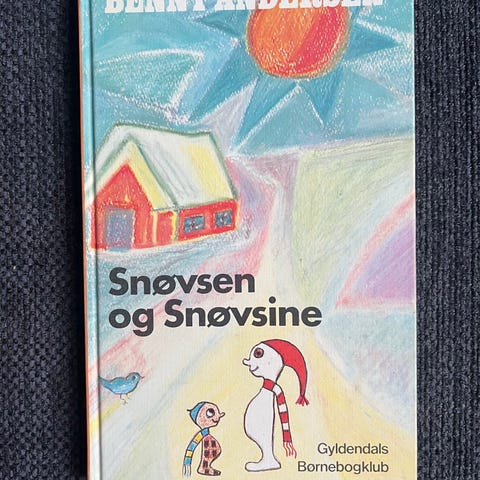 BENNY ANDERSEN
Snøvsen
og Snøvsine
Gyldendals
Børnebogklub